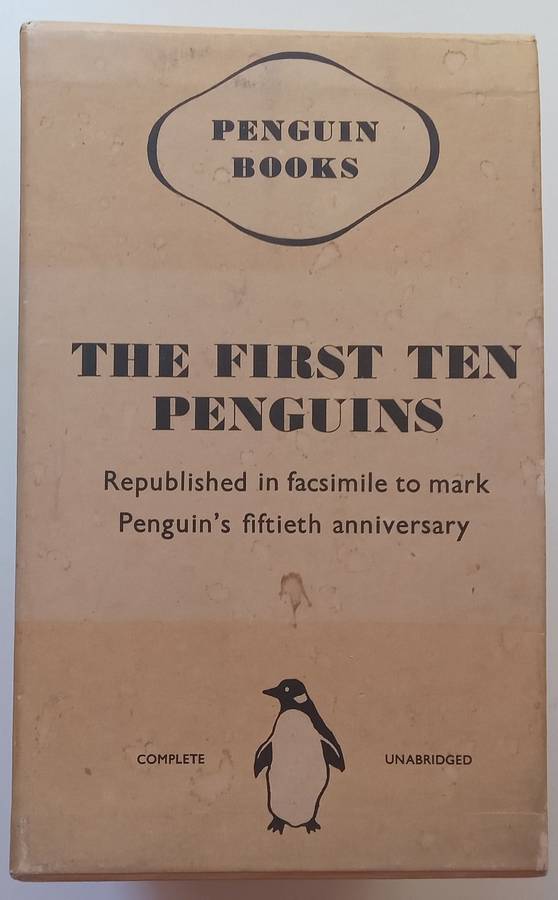 PENGUIN
BOOKS
THE FIRST TEN
PENGUINS
Republished in facsimile to mark
Penguin's fiftieth anniversary
COMPLETE UNABRIDGED